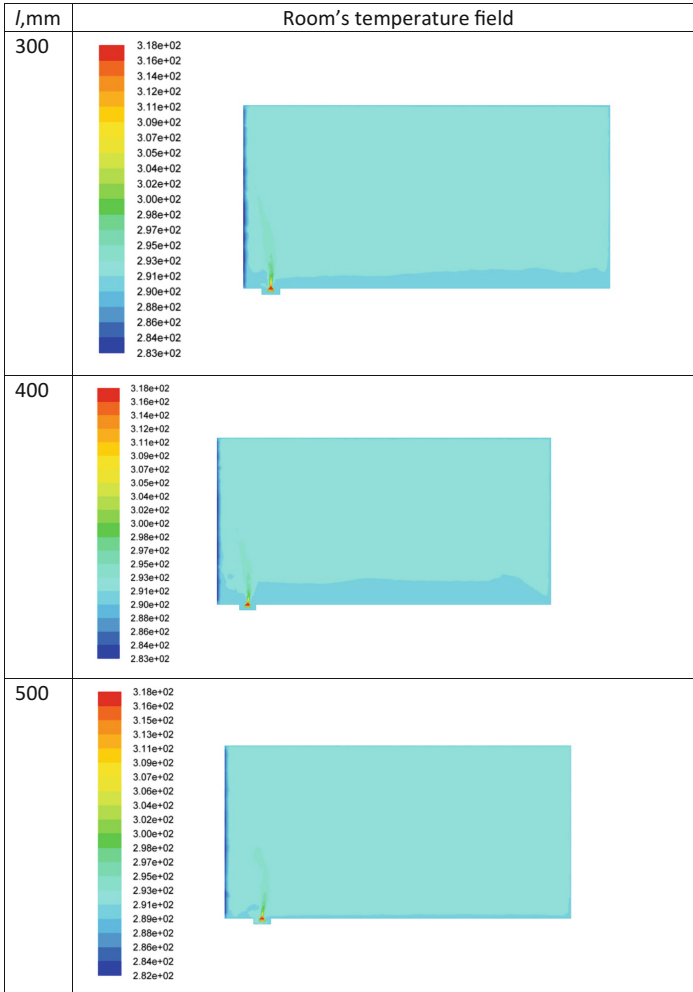 l,mm
Room's temperature field
300
3.18e+02
3.16e+02
3.14e+02
3.12e+02
3.11e+02
3.09e+02
3.07e+02
3.05e+02
3.04e+02
3.02e+02
3.00e+02
2.98e+02
2.97e+02
2.95e+02
2.93e+02
2.91e+02
2.90e+02
2.88e+02
2.86e+02
2.84e+02
2.83e+02
400
3.18e+02
3.16e+02
3.14e+02
3.12e+02
3.11e+02
3.09e+02
3.07e+02
3.05e+02
3.04e+02
3.02e+02
3.00e+02
2.98e+02
2.97e+02
2.95e+02
2.93e+02
2.91e+02
2.90e+02
2.88e+02
2.86e+02
2.84e+02
2.83e+02
500
3.18e+02
3.16e+02
3.15e+02
3.13e+02
3.11e+02
3.09e+02
3.07e+02
3.06e+02
3.04e+02
3.02e+02
3.00e+02
2.98e+02
2.97e+02
2.95e+02
2.93e+02
2.91e+02
2.89e+02
2.88e+02
2.86e+02
2.84e+02
2.82e+02